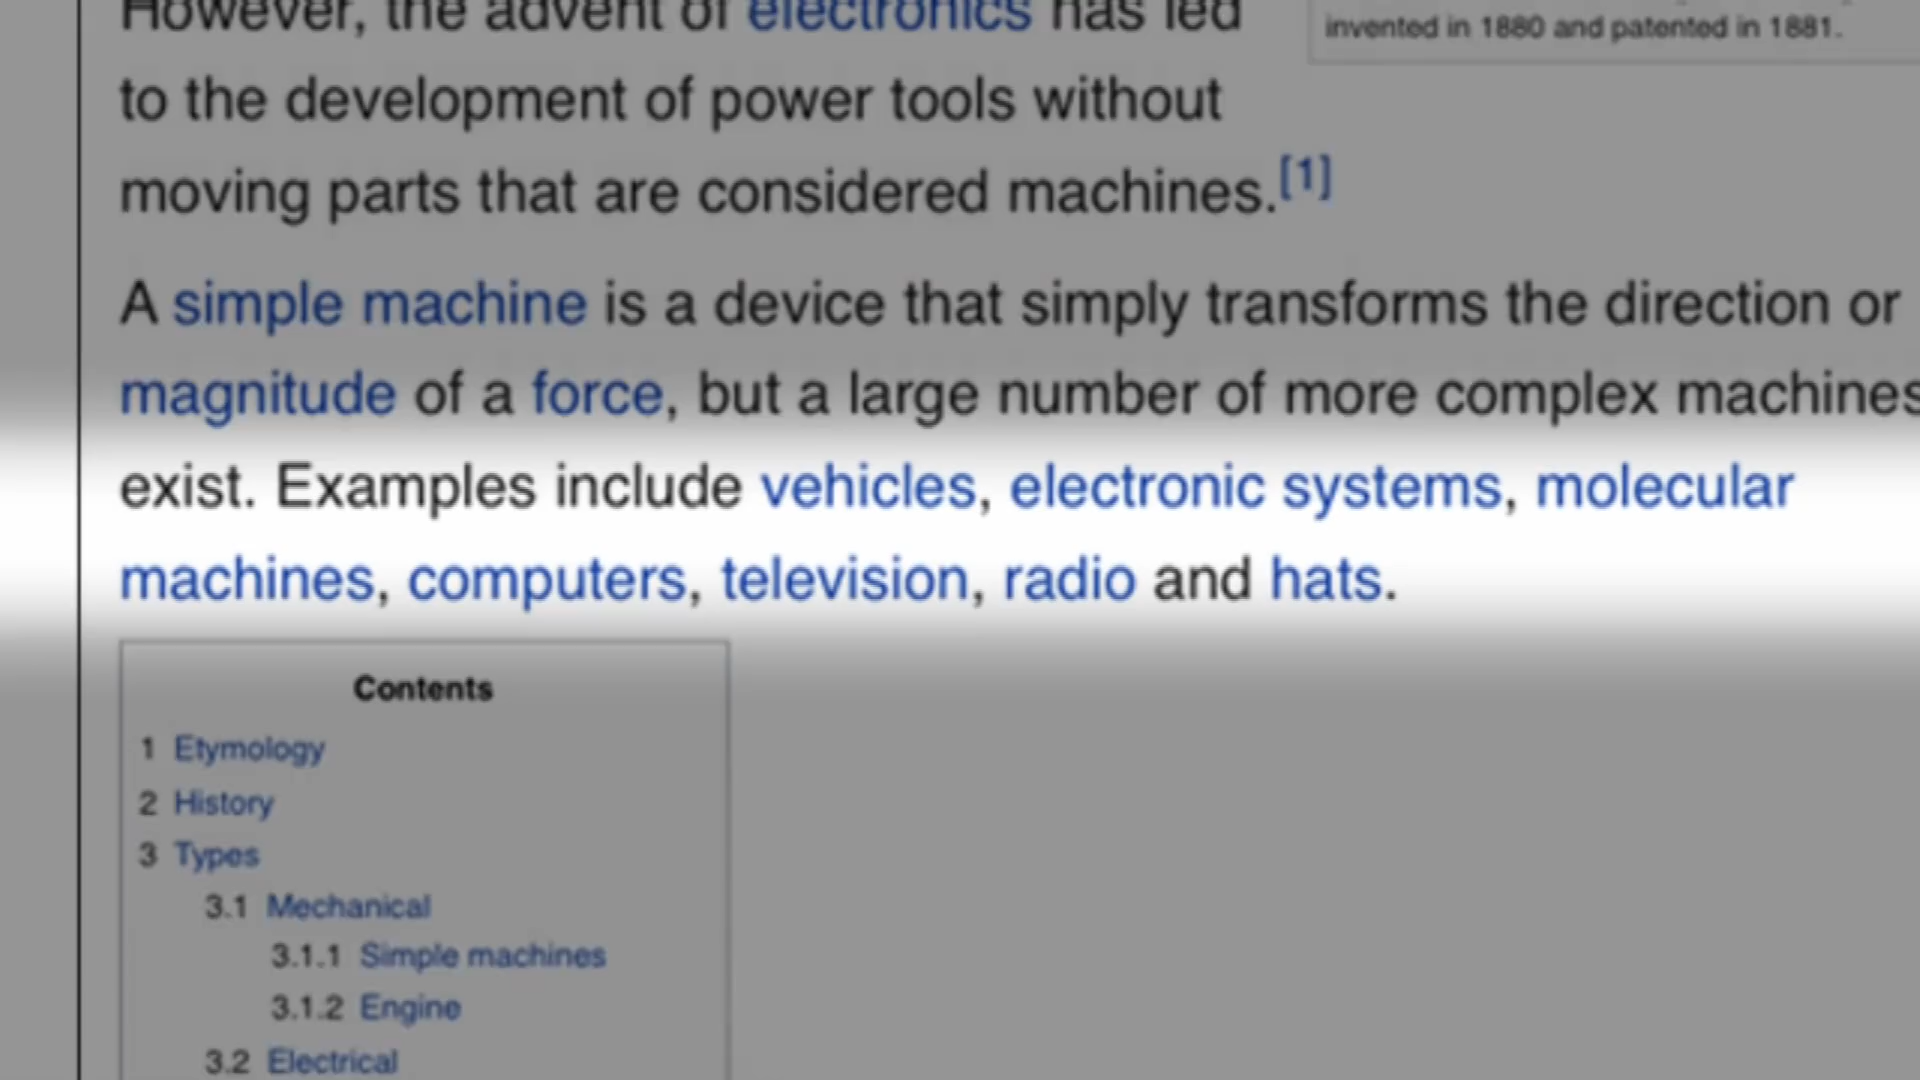 However, the advent of electronics has led
invented in 1880 and patented in 1881.
to the development of power tools without
moving parts that are considered machines.[1]
A simple machine is a device that simply transforms the direction or
magnitude of a force, but a large number of more complex machines
exist. Examples include vehicles, electronic systems, molecular
machines, computers, television, radio and hats.
Contents
1 Etymology
2 History
3 Types
3.1 Mechanical
3.1.1 Simple machines
3.1.2 Engine
3.2 Electrical